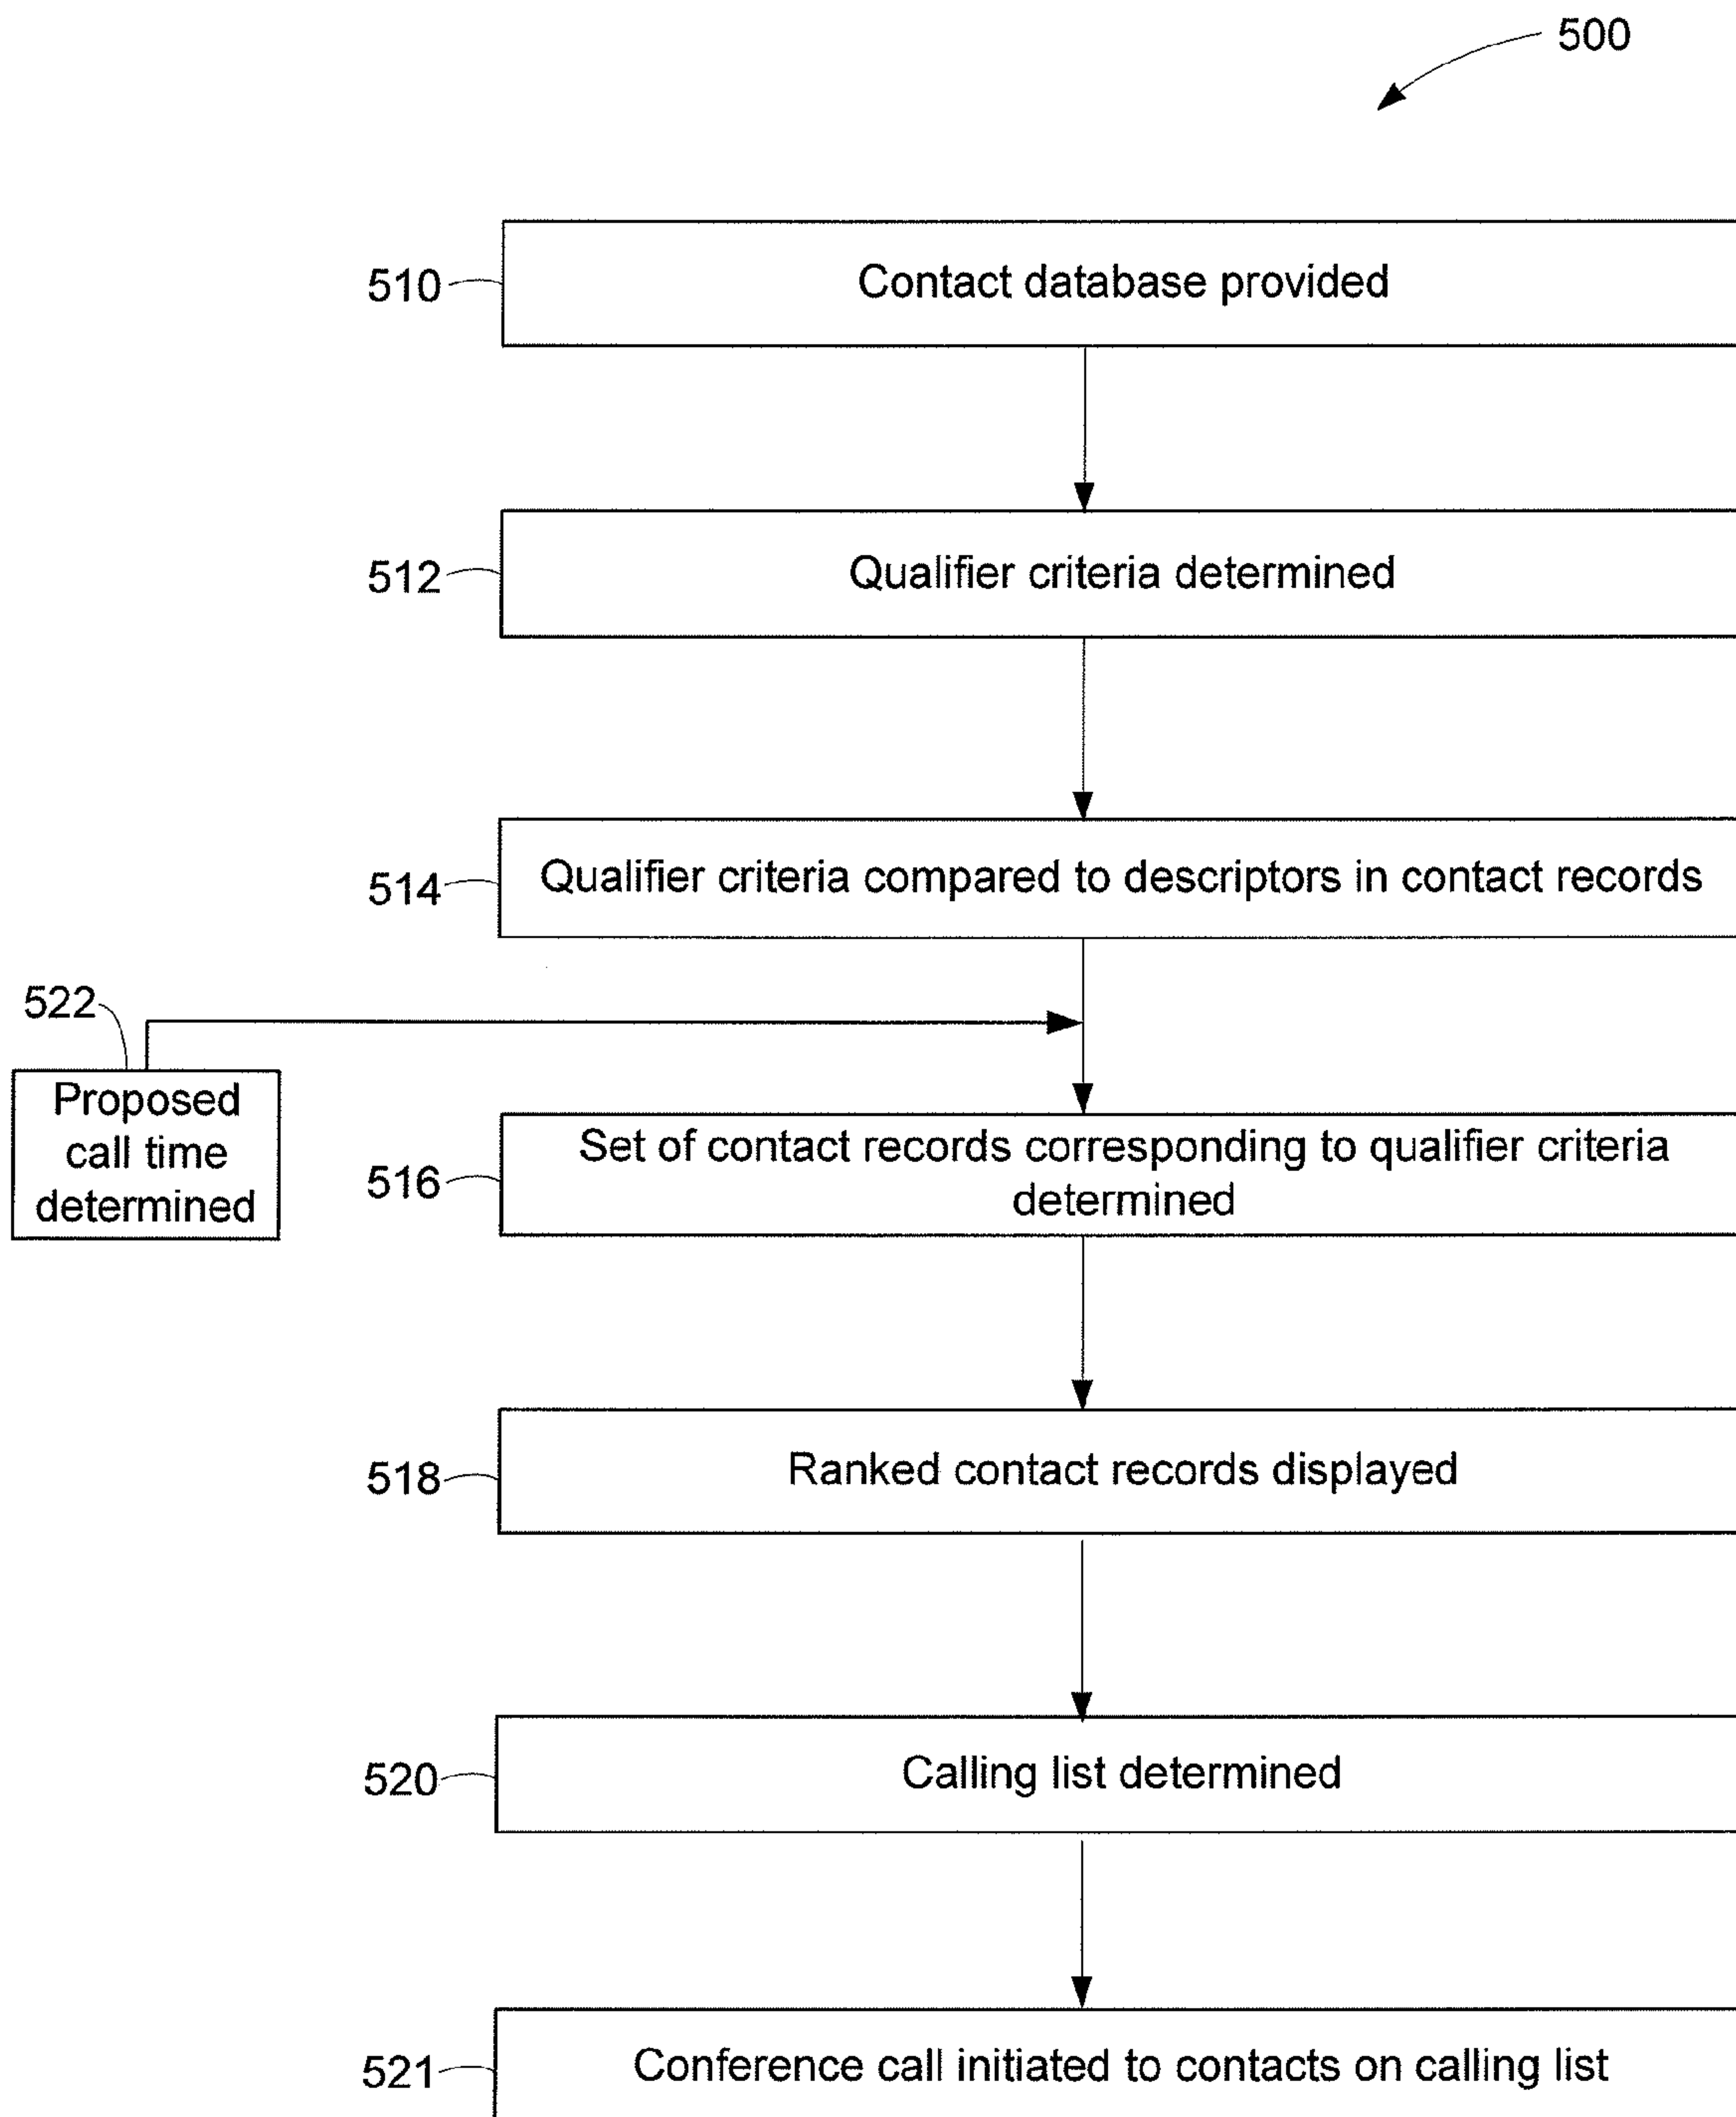 500
510
Contact database provided
512
Qualifier criteria determined
514
Qualifier criteria compared to descriptors in contact records
522
Proposed
call time
determined
516
Set of contact records corresponding to qualifier criteria
determined
518
Ranked contact records displayed
520
Calling list determined
521
Conference call initiated to contacts on calling list